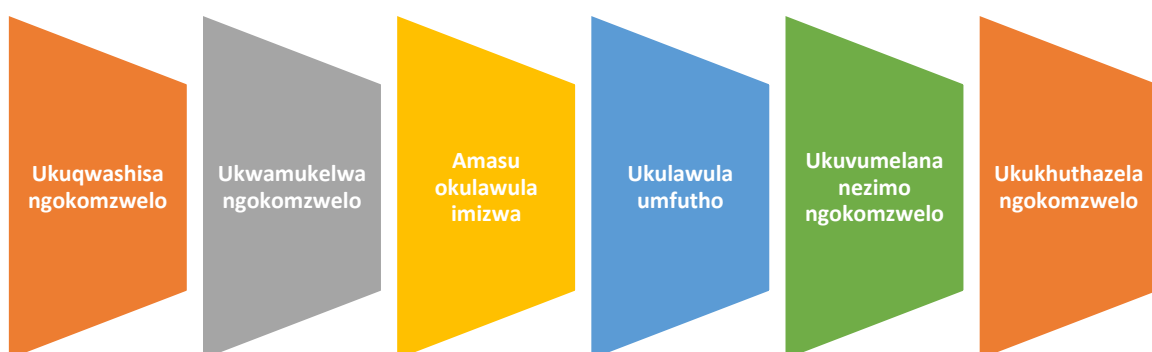 Ukuqwashisa
ngokomzwelo
Ukwamukelwa
ngokomzwelo
Amasu
okulawula
imizwa
Ukulawula
umfutho
Ukuvumelana
nezimo
ngokomzwelo
Ukukhuthazela
ngokomzwelo